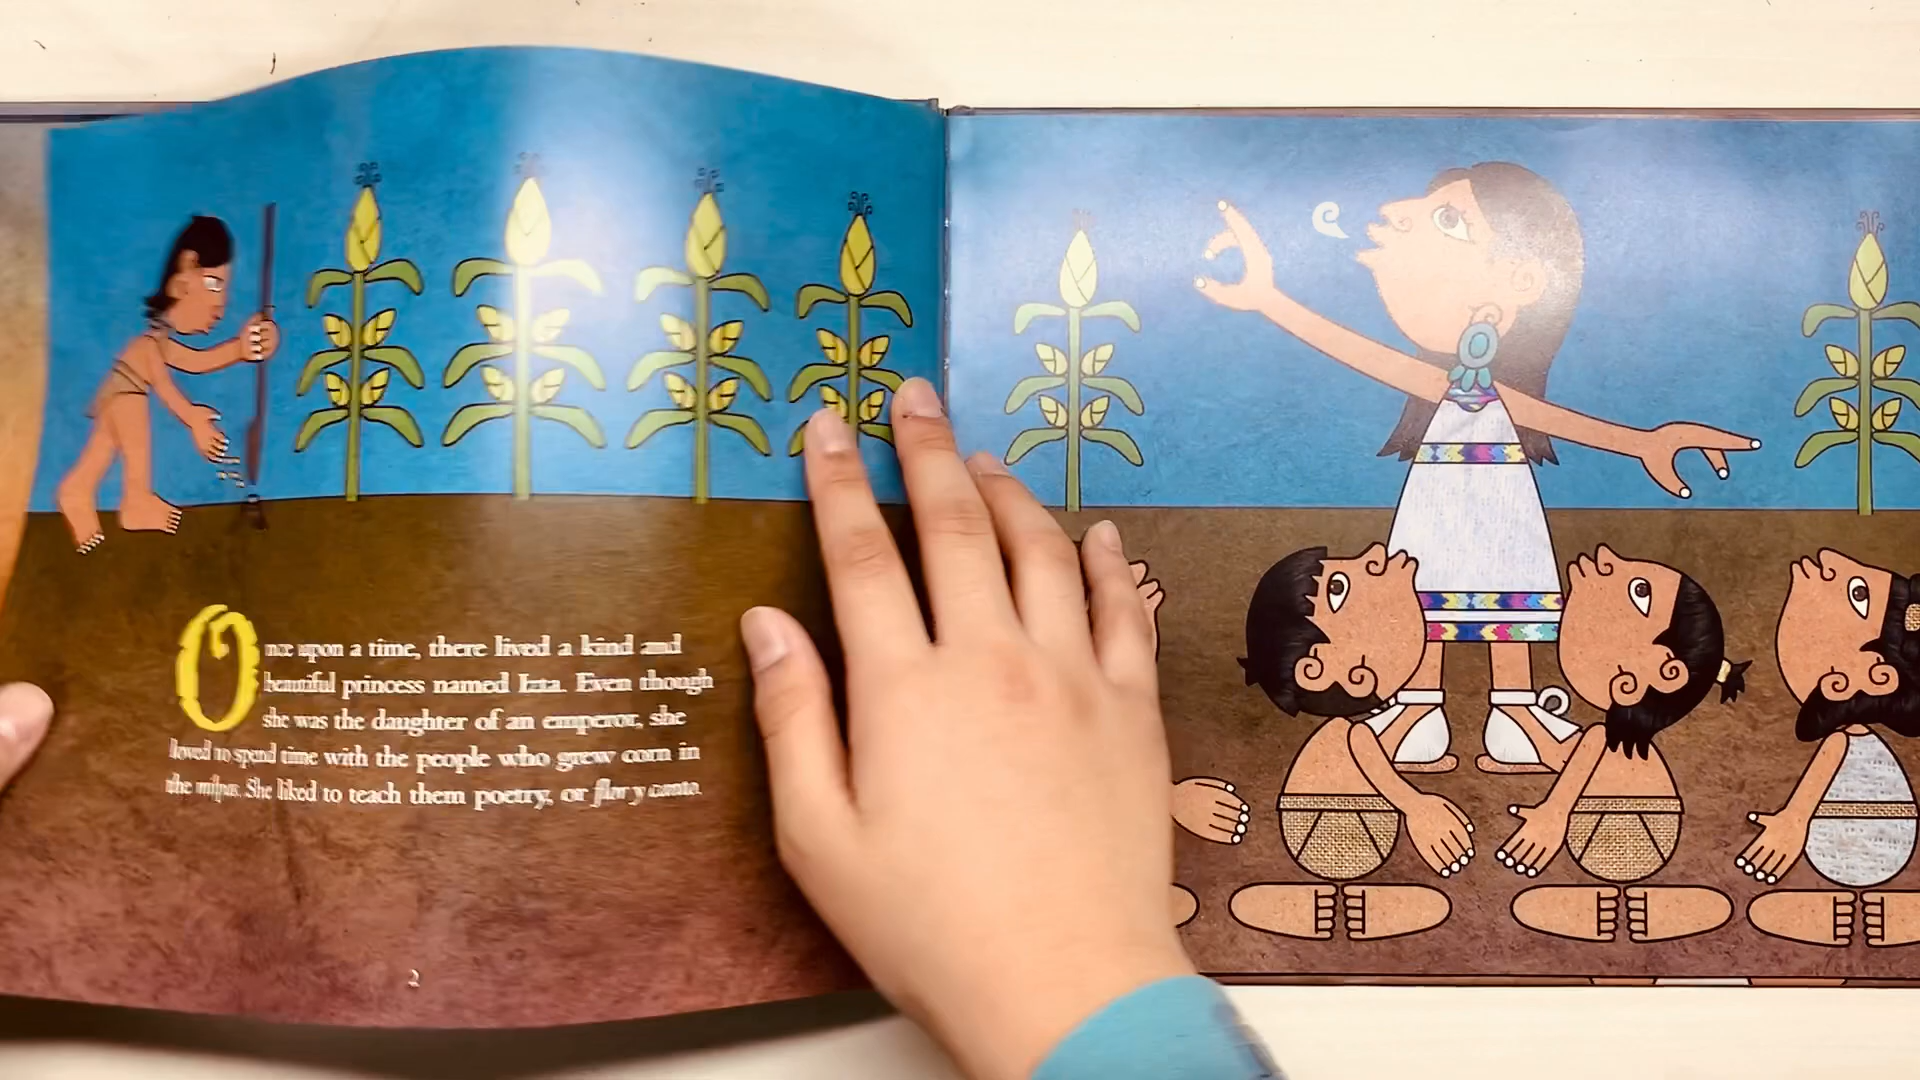 Once upon a time, there lived a kind and
beautiful princess named Izta. Even though
she was the daughter of an emperor, she
loved to spend time with the people who grew corn in
the milpas. She liked to teach them poetry, or flor y canto.
2